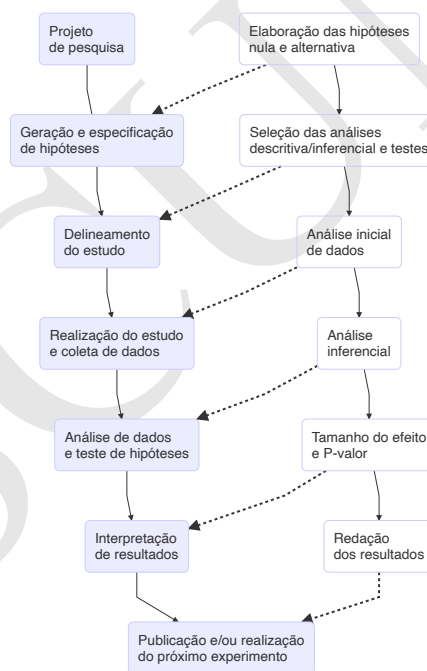 Projeto
de pesquisa
Elaboração das hipóteses
nula e alternativa
Geração e especificação
de hipóteses
Seleção das análises
descritiva/inferencial e testes
Delineamento
do estudo
Análise inicial
de dados
Realização do estudo
e coleta de dados
Análise
inferencial
Análise de dados
e teste de hipóteses
Tamanho do efeito
e P-valor
Interpretação
de resultados
Redação
dos resultados
Publicação e/ou realização
do próximo experimento